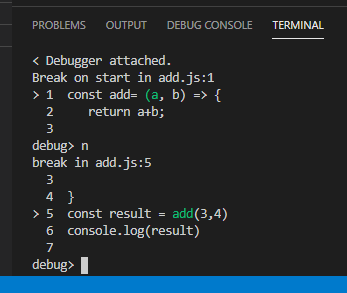 PROBLEMS OUTPUT DEBUG CONSOLE TERMINAL
< Debugger attached.
Break on start in add.js:1
> 1  const add= (a, b) => {
  2     return a+b;
  3
debug> n
break in add.js:5
  3
  4  }
> 5  const result = add(3,4)
  6  console.log(result)
  7
debug>